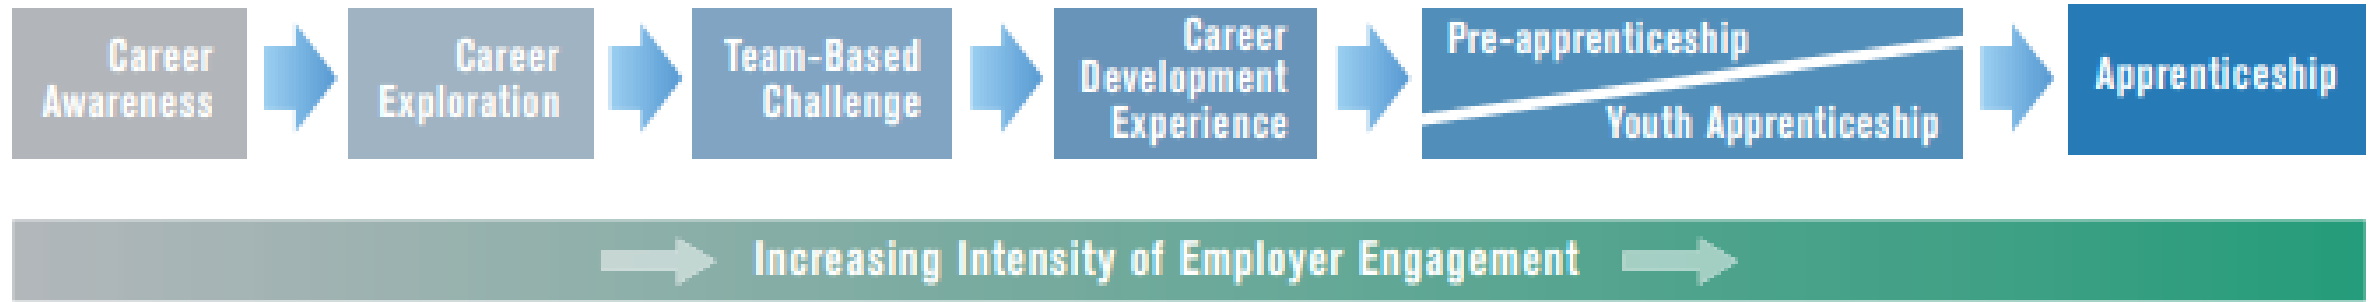 Career
Awareness
Career
Exploration
Team-Based
Challenge
Career
Development
Experience
Pre-apprenticeship
Youth Apprenticeship
Apprenticeship
Increasing Intensity of Employer Engagement